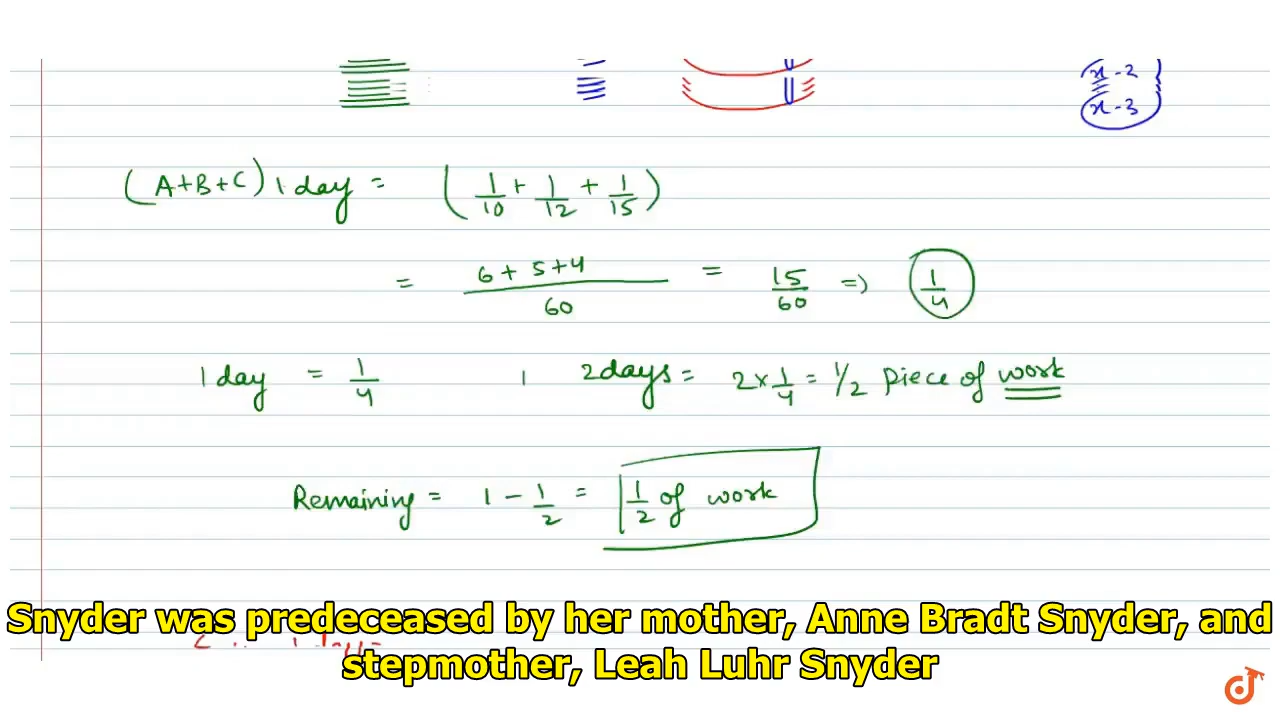 x-2
x-3
(A+B+C) 1 day = (1/10 + 1/12 + 1/15)
= 6+5+4/60 = 15/60 => 1/4
1 day = 1/4 1 2days = 2x1/4 = 1/2 piece of work
Remaining = 1 - 1/2 = 1/2 of work
Snyder was predeceased by her mother, Anne Bradt Snyder, and
stepmother, Leah Luhr Snyder